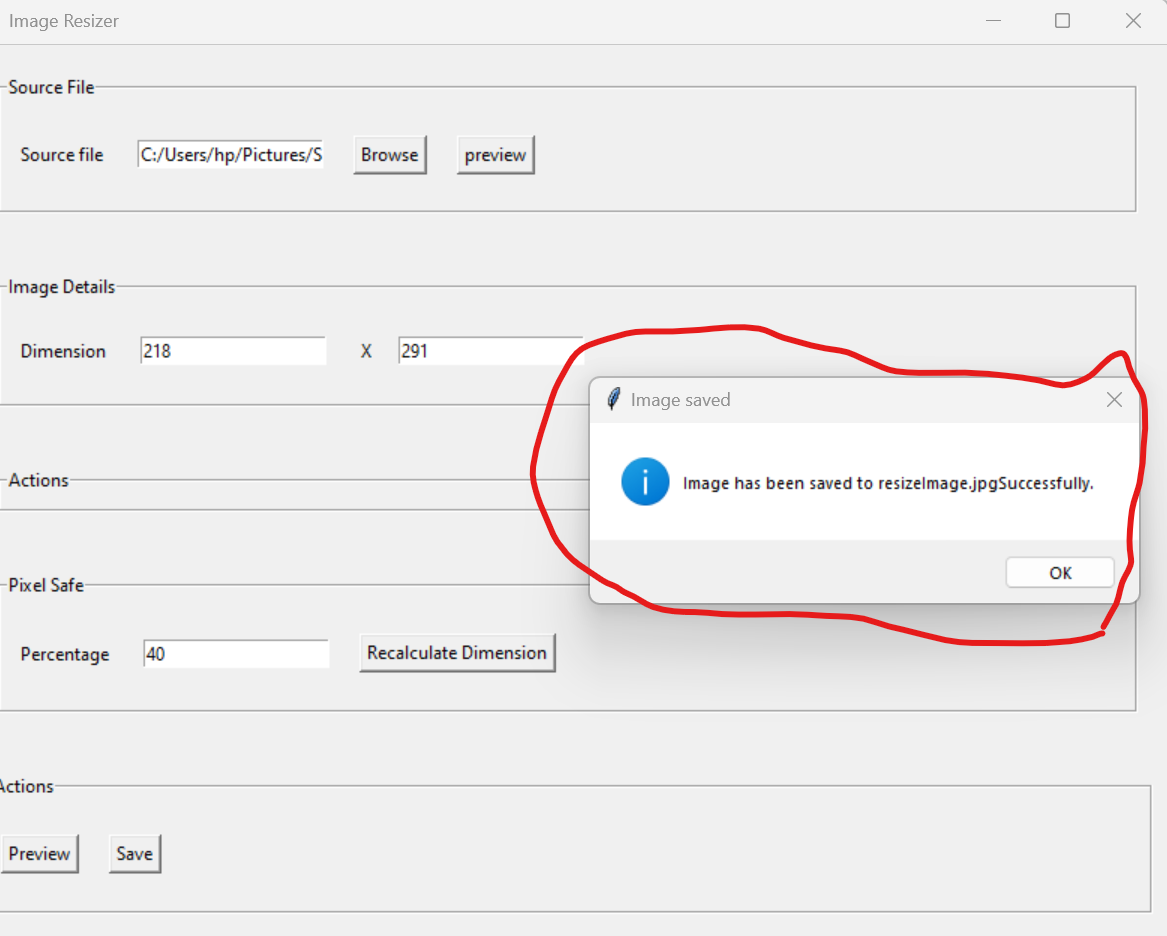 Image Resizer
Source File
Source file C:/Users/hp/Pictures/S Browse preview
Image Details
Dimension 218 X 291
Image saved
Actions
Image has been saved to resizeImage.jpgSuccessfully.
OK
Pixel Safe
Percentage 40 Recalculate Dimension
Actions
Preview Save